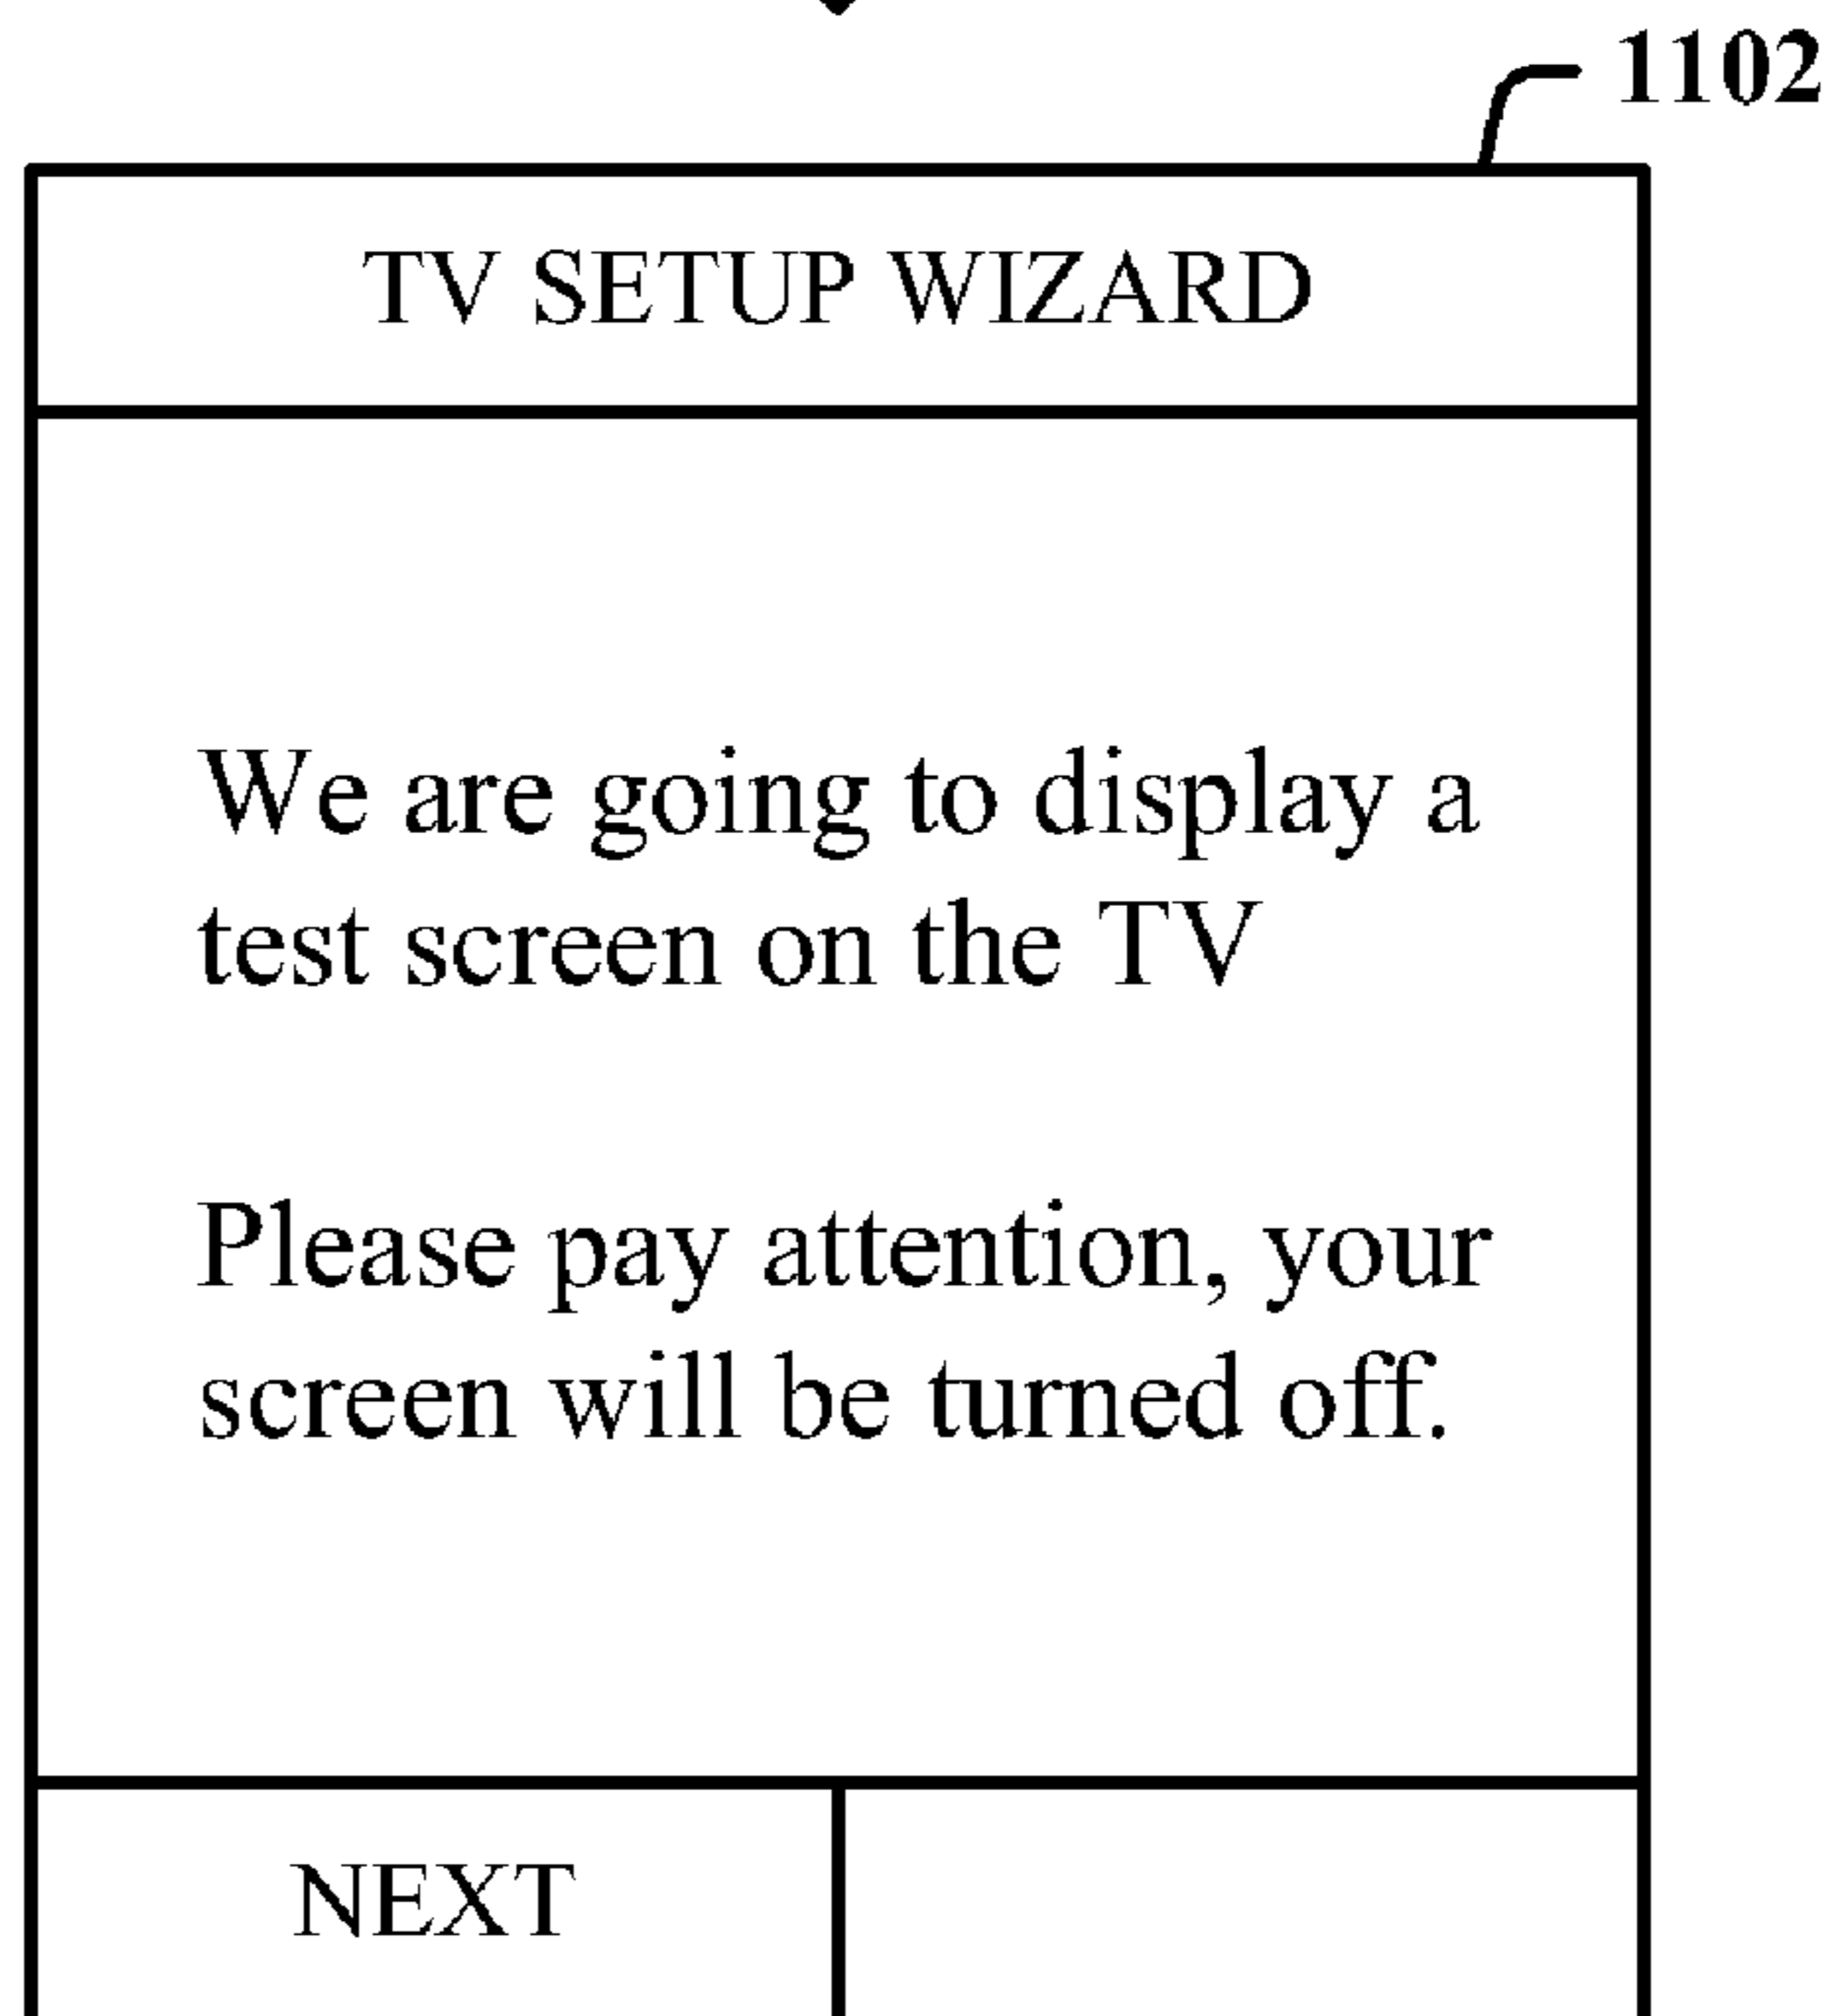 1102
TV SETUP WIZARD
We are going to display a
test screen on the TV
Please pay attention, your
screen will be turned off.
NEXT